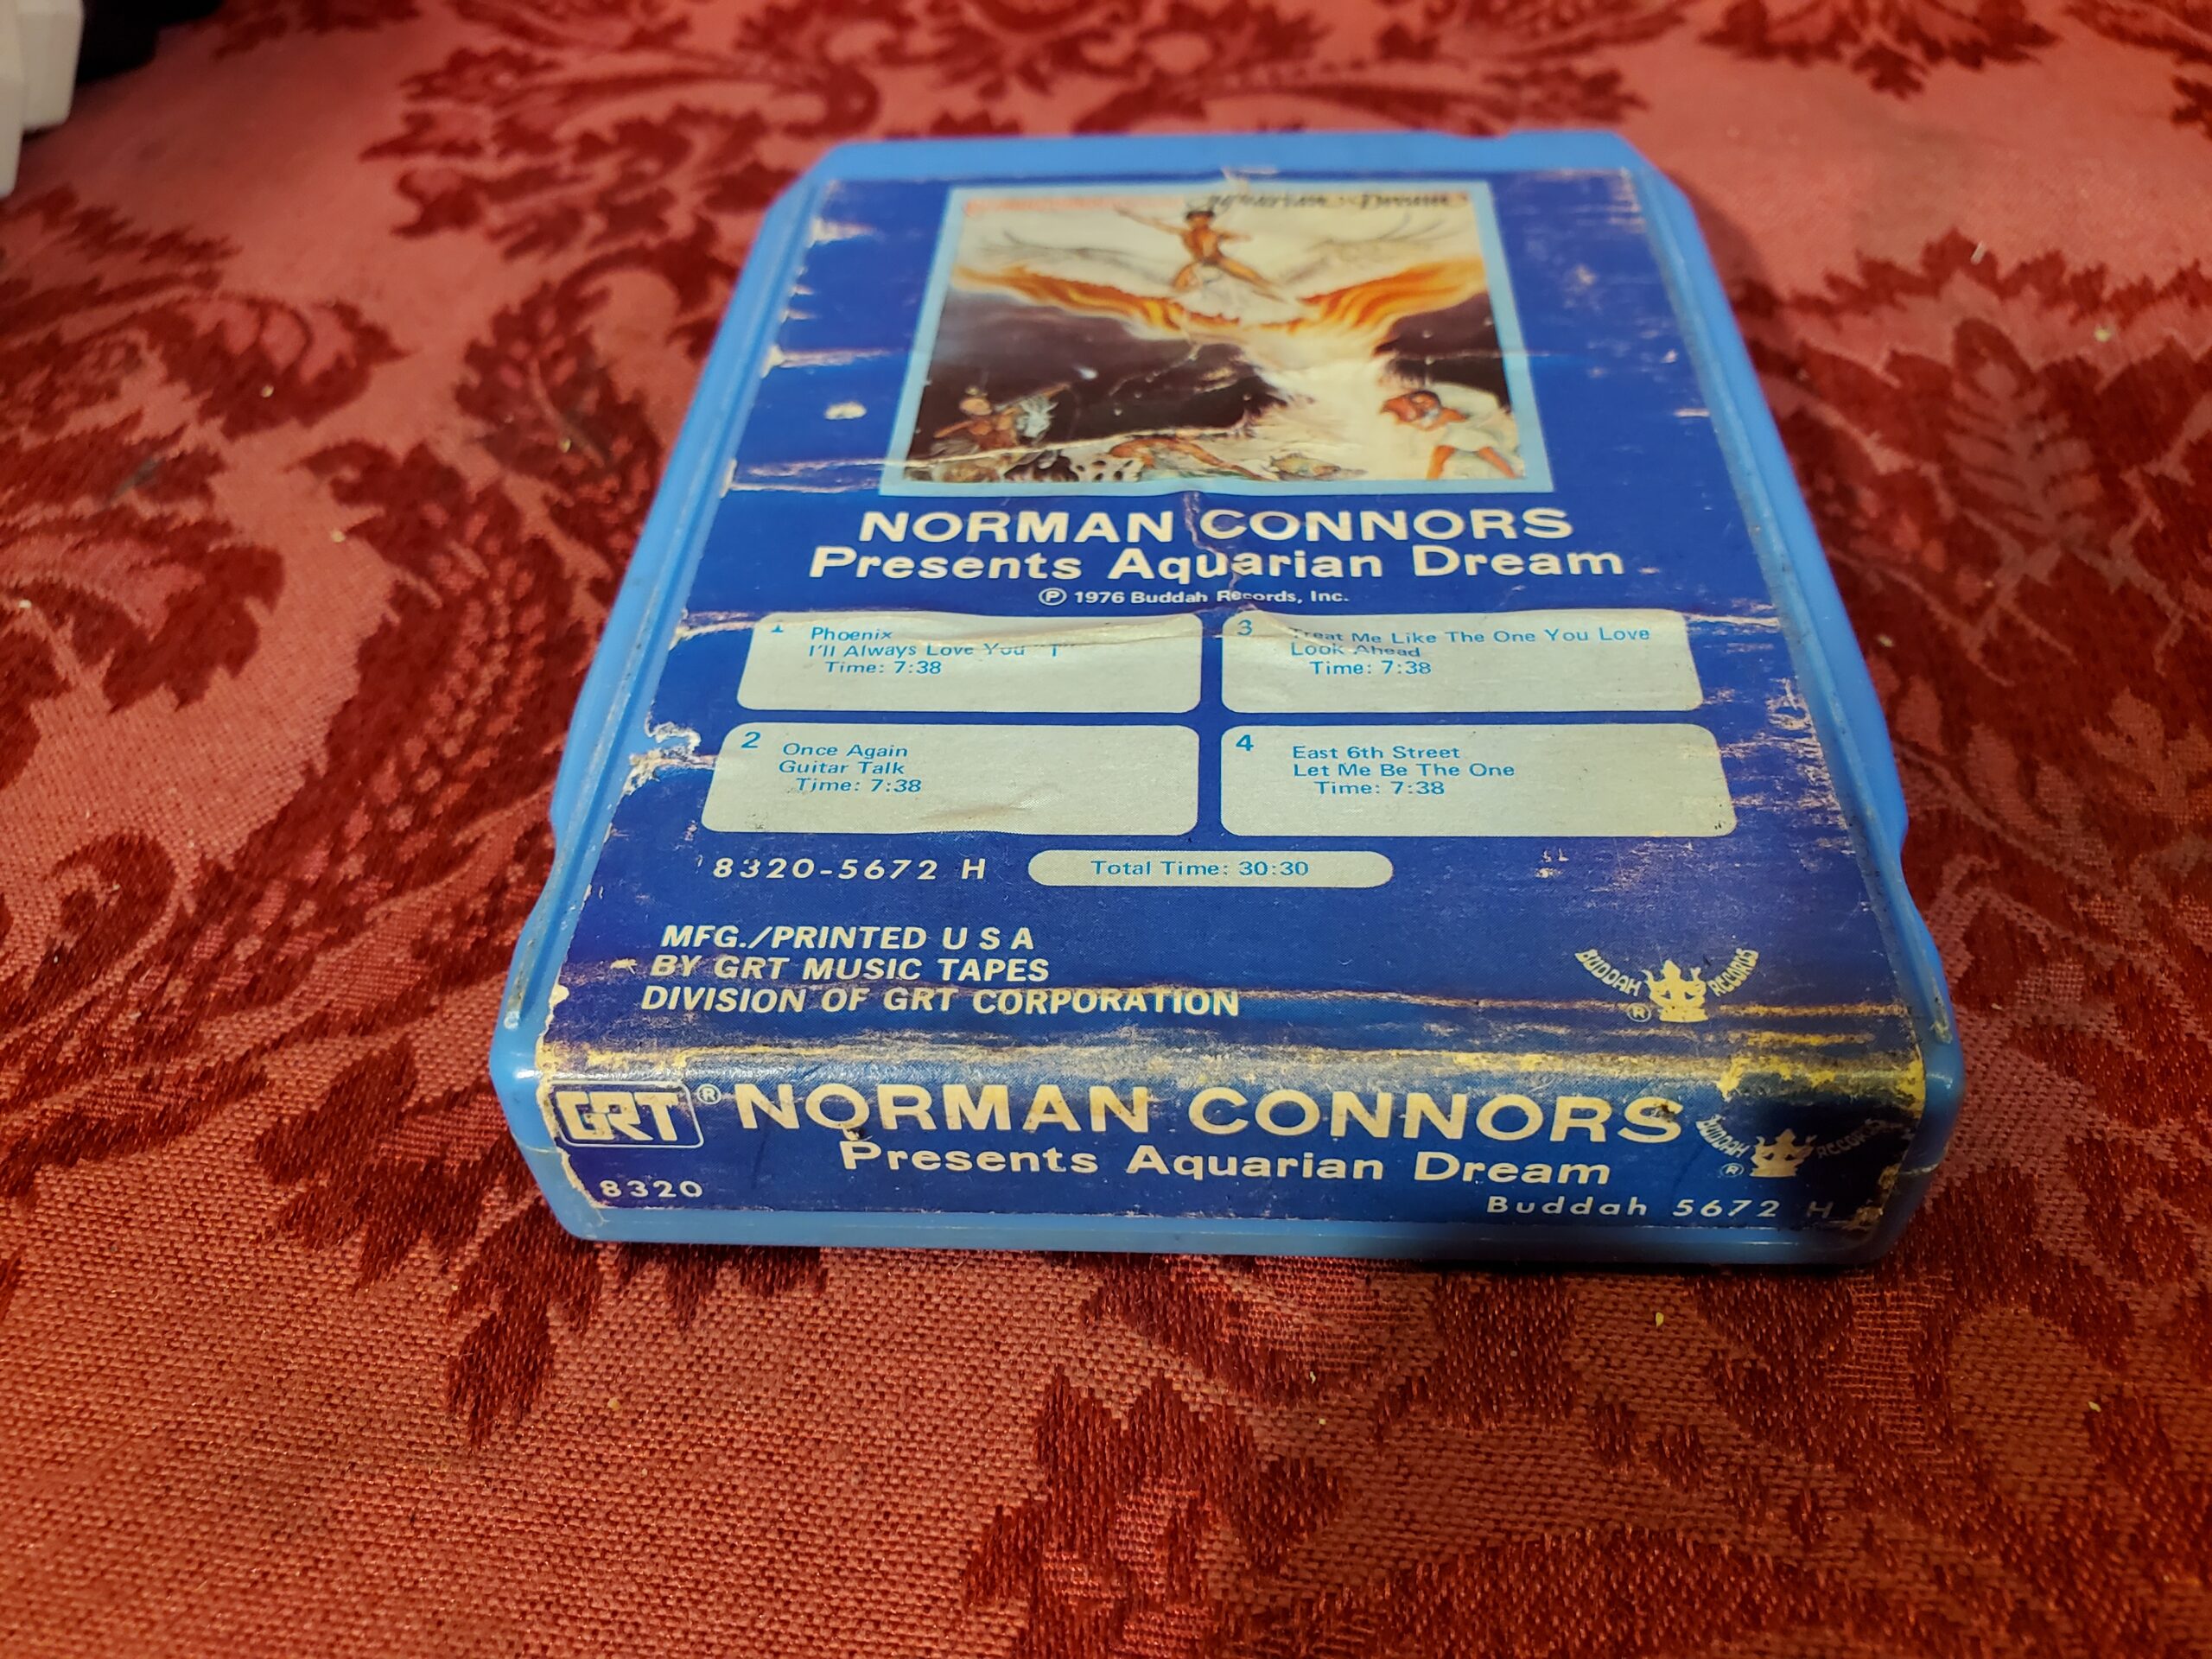 Aquarian Dream
NORMAN CONNORS
Presents Aquarian Dream
Ⓟ 1976 Buddah Records, Inc.
1 Phoenix
I'll Always Love You "T"
Time: 7:38
2 Once Again
Guitar Talk
Time: 7:38
3 Treat Me Like The One You Love
Look Ahead
Time: 7:38
4 East 6th Street
Let Me Be The One
Time: 7:38
8320-5672 H
Total Time: 30:30
MFG./PRINTED U S A
BY GRT MUSIC TAPES
DIVISION OF GRT CORPORATION
BUDDAH RECORDS ®
GRT ® NORMAN CONNORS
Presents Aquarian Dream
BUDDAH RECORDS ®
8320
Buddah 5672 H